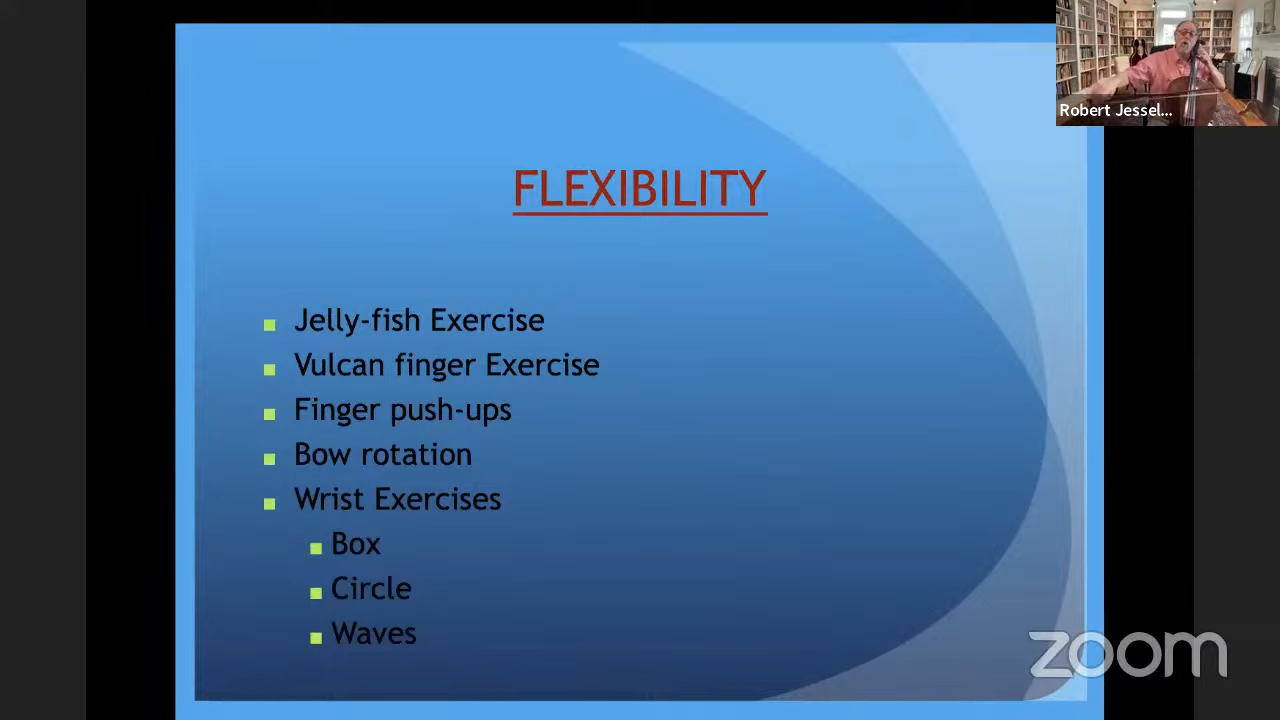 Robert Jessel...
FLEXIBILITY
Jelly-fish Exercise
Vulcan finger Exercise
Finger push-ups
Bow rotation
Wrist Exercises
Box
Circle
Waves
zoom